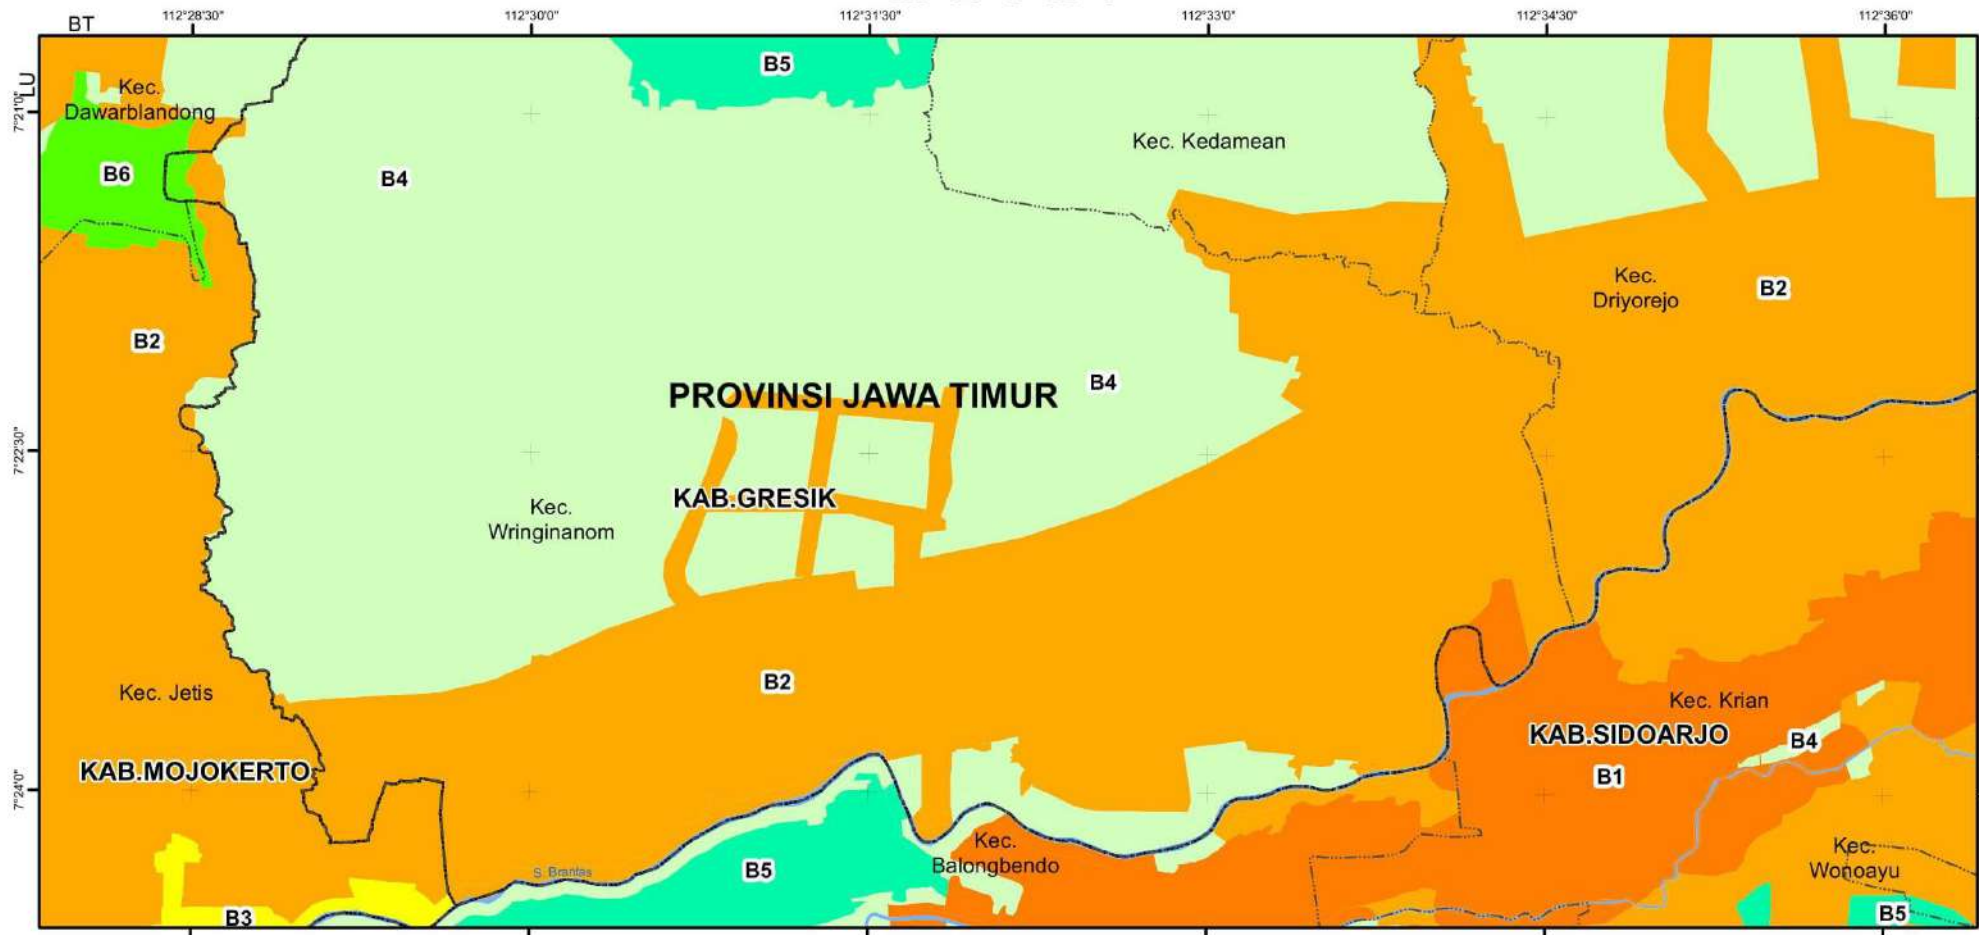 BT
112°28'30"
112°30'0"
112°31'30"
112°33'0"
112°34'30"
112°36'0"
LU
7°21'0"
7°22'30"
7°24'0"
B5
Kec.
Dawarblandong
Kec. Kedamean
B6
B4
Kec.
Driyorejo
B2
B2
PROVINSI JAWA TIMUR
B4
KAB.GRESIK
Kec.
Wringinanom
Kec. Jetis
B2
Kec. Krian
KAB.SIDOARJO
B4
KAB.MOJOKERTO
B1
Kec.
Balongbendo
Kec.
Wonoayu
S. Brantas
B5
B3
B5